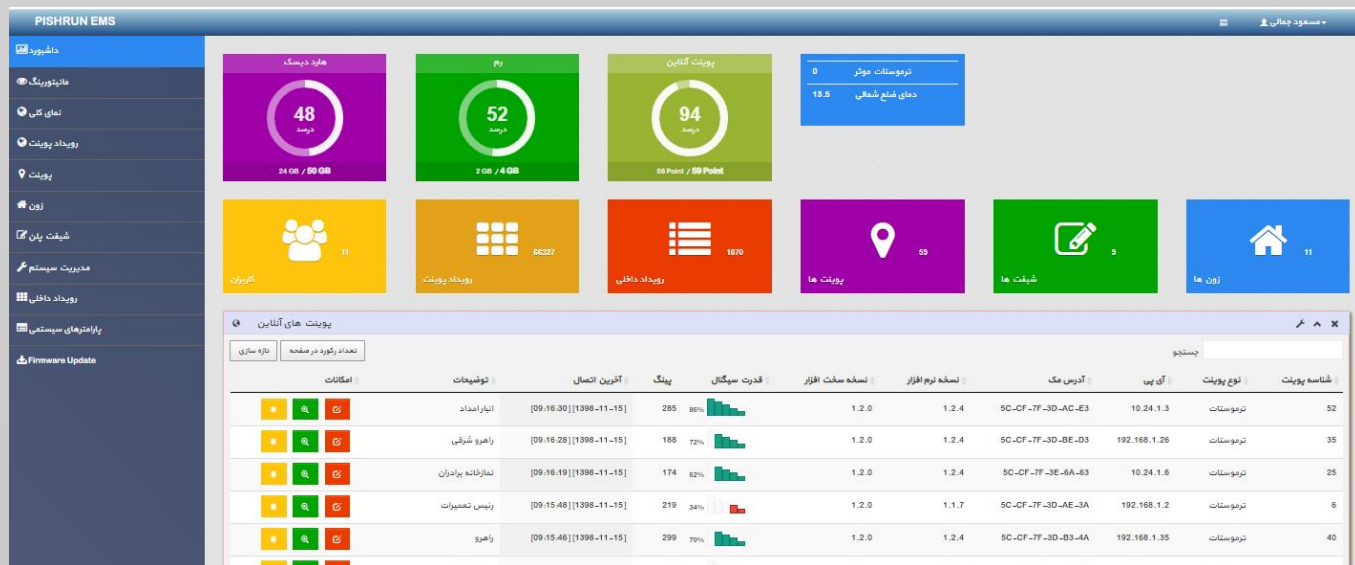 PISHRUN EMS
مسعود جمالی
داشبورد
مانیتورینگ
نمای کلی
رویداد پوینت
پوینت
زون
شیفت پلن
مدیریت سیستم
رویداد داخلی
پارامترهای سیستمی
Firmware Update
هارد دیسک
48
درصد
24 GB / 50 GB
رم
52
درصد
2 GB / 4 GB
پوینت آنلاین
94
درصد
56 Point / 59 Point
ترموستات موثر 0
دمای ضلع شمالی 13.5
11
کاربران
66327
رویداد پوینت
1070
رویداد داخلی
59
پوینت ها
9
شیفت ها
11
زون ها
پوینت های آنلاین
تعداد رکورد در صفحه
تازه سازی
جستجو
شناسه پوینت نوع پوینت آی پی آدرس مک نسخه نرم افزار نسخه سخت افزار قدرت سیگنال پینگ آخرین اتصال توضیحات امکانات
52 ترموستات 10.24.1.3 5C-CF-7F-3D-AC-E3 1.2.4 1.2.0 86% 285 [1398-11-15][09:16:30] انبار امداد
35 ترموستات 192.168.1.26 5C-CF-7F-3D-BE-D3 1.2.4 1.2.0 72% 188 [1398-11-15][09:16:28] راهرو شرقی
25 ترموستات 10.24.1.6 5C-CF-7F-3E-6A-63 1.2.4 1.2.0 62% 174 [1398-11-15][09:16:19] نمازخانه برادران
6 ترموستات 192.168.1.2 5C-CF-7F-3D-AE-3A 1.1.7 1.2.0 34% 219 [1398-11-15][09:15:48] رئیس تعمیرات
40 ترموستات 192.168.1.35 5C-CF-7F-3D-B3-4A 1.2.4 1.2.0 70% 299 [1398-11-15][09:15:46] راهرو